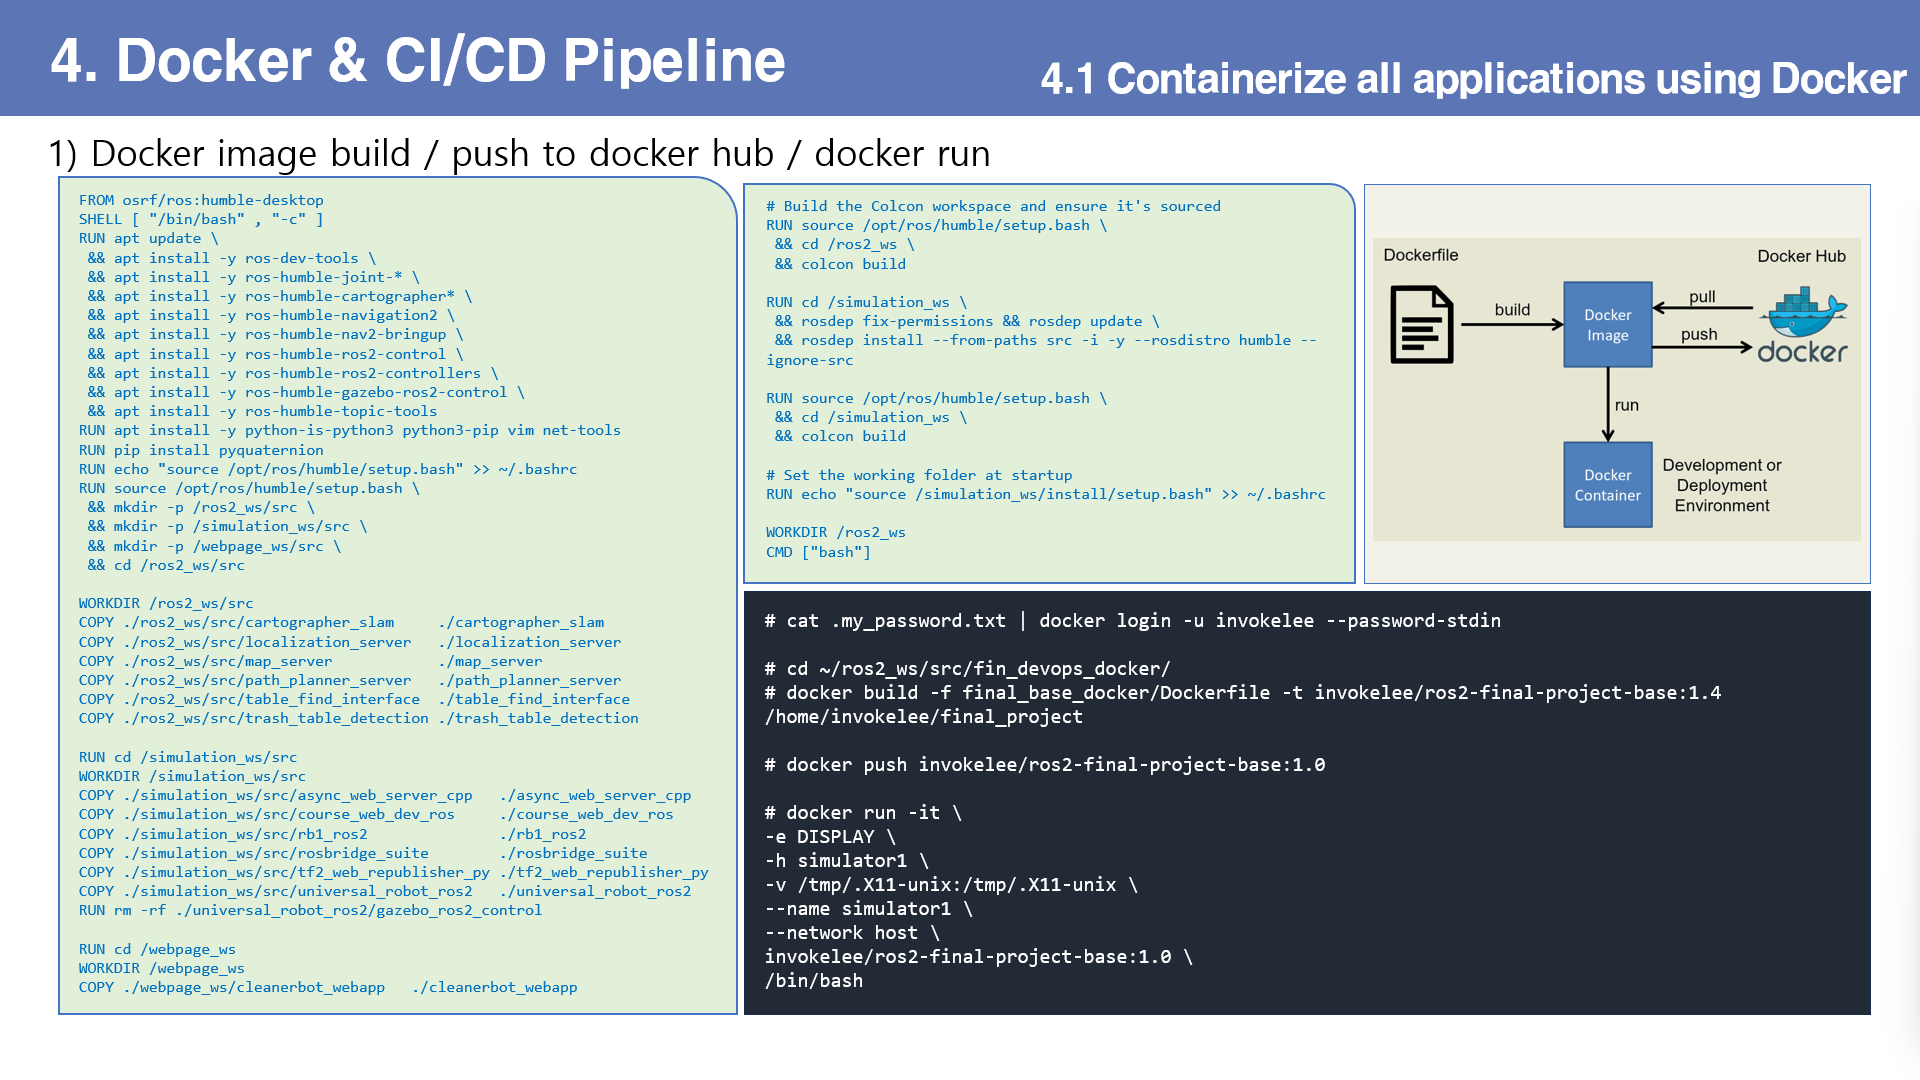 4. Docker & CI/CD Pipeline
4.1 Containerize all applications using Docker
1) Docker image build / push to docker hub / docker run
FROM osrf/ros:humble-desktop
SHELL [ "/bin/bash" , "-c" ]
RUN apt update \
 && apt install -y ros-dev-tools \
 && apt install -y ros-humble-joint-* \
 && apt install -y ros-humble-cartographer* \
 && apt install -y ros-humble-navigation2 \
 && apt install -y ros-humble-nav2-bringup \
 && apt install -y ros-humble-ros2-control \
 && apt install -y ros-humble-ros2-controllers \
 && apt install -y ros-humble-gazebo-ros2-control \
 && apt install -y ros-humble-topic-tools
RUN apt install -y python-is-python3 python3-pip vim net-tools
RUN pip install pyquaternion
RUN echo "source /opt/ros/humble/setup.bash" >> ~/.bashrc
RUN source /opt/ros/humble/setup.bash \
 && mkdir -p /ros2_ws/src \
 && mkdir -p /simulation_ws/src \
 && mkdir -p /webpage_ws/src \
 && cd /ros2_ws/src
WORKDIR /ros2_ws/src
COPY ./ros2_ws/src/cartographer_slam     ./cartographer_slam
COPY ./ros2_ws/src/localization_server   ./localization_server
COPY ./ros2_ws/src/map_server            ./map_server
COPY ./ros2_ws/src/path_planner_server   ./path_planner_server
COPY ./ros2_ws/src/table_find_interface  ./table_find_interface
COPY ./ros2_ws/src/trash_table_detection ./trash_table_detection
RUN cd /simulation_ws/src
WORKDIR /simulation_ws/src
COPY ./simulation_ws/src/async_web_server_cpp   ./async_web_server_cpp
COPY ./simulation_ws/src/course_web_dev_ros     ./course_web_dev_ros
COPY ./simulation_ws/src/rb1_ros2               ./rb1_ros2
COPY ./simulation_ws/src/rosbridge_suite        ./rosbridge_suite
COPY ./simulation_ws/src/tf2_web_republisher_py ./tf2_web_republisher_py
COPY ./simulation_ws/src/universal_robot_ros2   ./universal_robot_ros2
RUN rm -rf ./universal_robot_ros2/gazebo_ros2_control
RUN cd /webpage_ws
WORKDIR /webpage_ws
COPY ./webpage_ws/cleanerbot_webapp   ./cleanerbot_webapp
# Build the Colcon workspace and ensure it's sourced
RUN source /opt/ros/humble/setup.bash \
 && cd /ros2_ws \
 && colcon build
RUN cd /simulation_ws \
 && rosdep fix-permissions && rosdep update \
 && rosdep install --from-paths src -i -y --rosdistro humble --
ignore-src
RUN source /opt/ros/humble/setup.bash \
 && cd /simulation_ws \
 && colcon build
# Set the working folder at startup
RUN echo "source /simulation_ws/install/setup.bash" >> ~/.bashrc
WORKDIR /ros2_ws
CMD ["bash"]
Dockerfile
Docker Hub
build
Docker
Image
pull
push
docker
run
Docker
Container
Development or
Deployment
Environment
# cat .my_password.txt | docker login -u invokelee --password-stdin
# cd ~/ros2_ws/src/fin_devops_docker/
# docker build -f final_base_docker/Dockerfile -t invokelee/ros2-final-project-base:1.4
/home/invokelee/final_project
# docker push invokelee/ros2-final-project-base:1.0
# docker run -it \
-e DISPLAY \
-h simulator1 \
-v /tmp/.X11-unix:/tmp/.X11-unix \
--name simulator1 \
--network host \
invokelee/ros2-final-project-base:1.0 \
/bin/bash